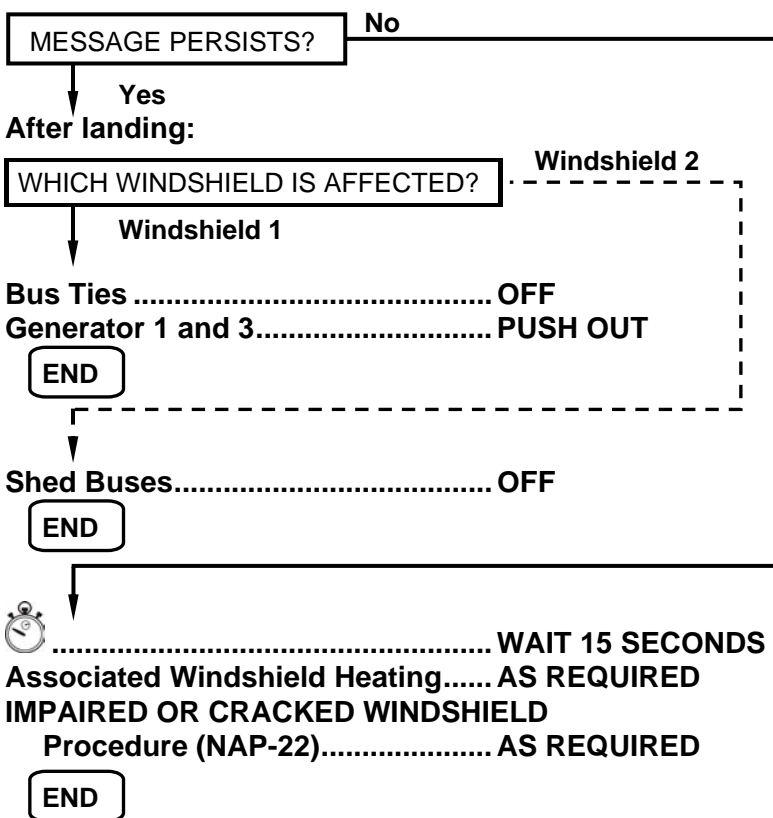 No
MESSAGE PERSISTS?
Yes
After landing:
Windshield 2
WHICH WINDSHIELD IS AFFECTED?
Windshield 1
Bus Ties ............................................ OFF
Generator 1 and 3............................. PUSH OUT
END
Shed Buses....................................... OFF
END
...................................................... WAIT 15 SECONDS
Associated Windshield Heating...... AS REQUIRED
IMPAIRED OR CRACKED WINDSHIELD
Procedure (NAP-22)..................... AS REQUIRED
END